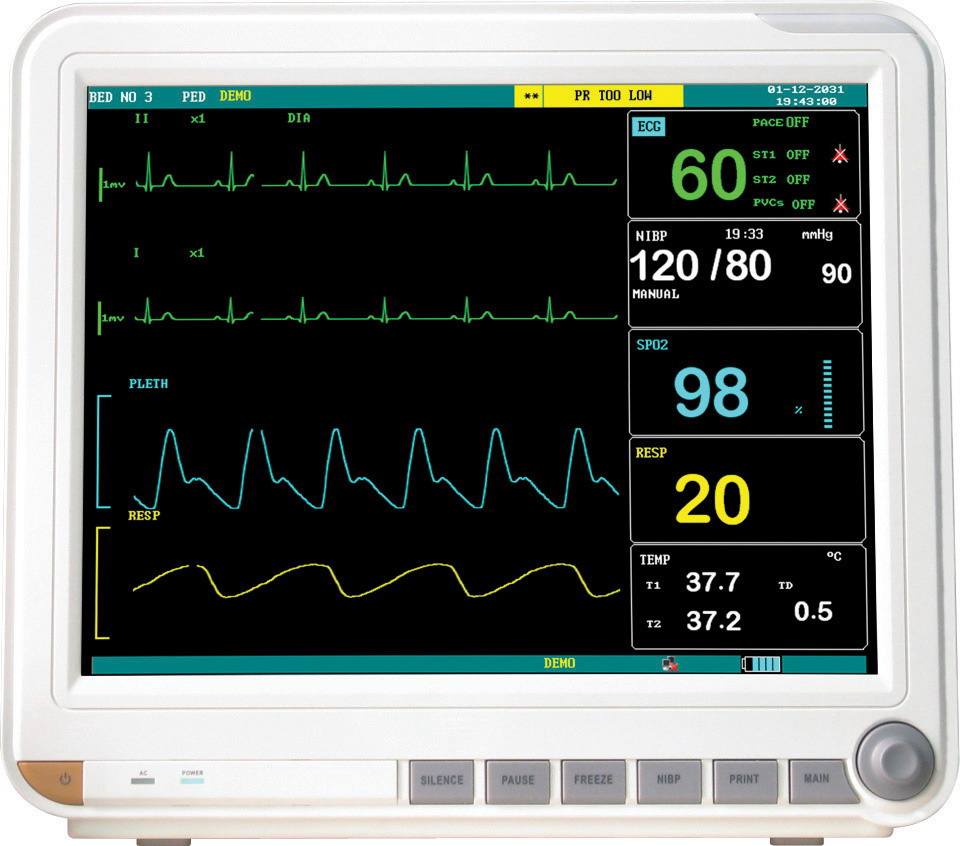 BED NO 3 PED DEMO ** PR TOO LOW 01-12-2031
19:43:00
II x1 DIA
1mv
I x1
1mv
PLETH
RESP
ECG PACE OFF
60
ST1 OFF
ST2 OFF
PVCs OFF
NIBP 19:33 mmHg
120 /80 90
MANUAL
SPO2
98 %
RESP
20
TEMP ºC
T1 37.7 TD
T2 37.2 0.5
DEMO
AC POWER
SILENCE PAUSE FREEZE NIBP PRINT MAIN